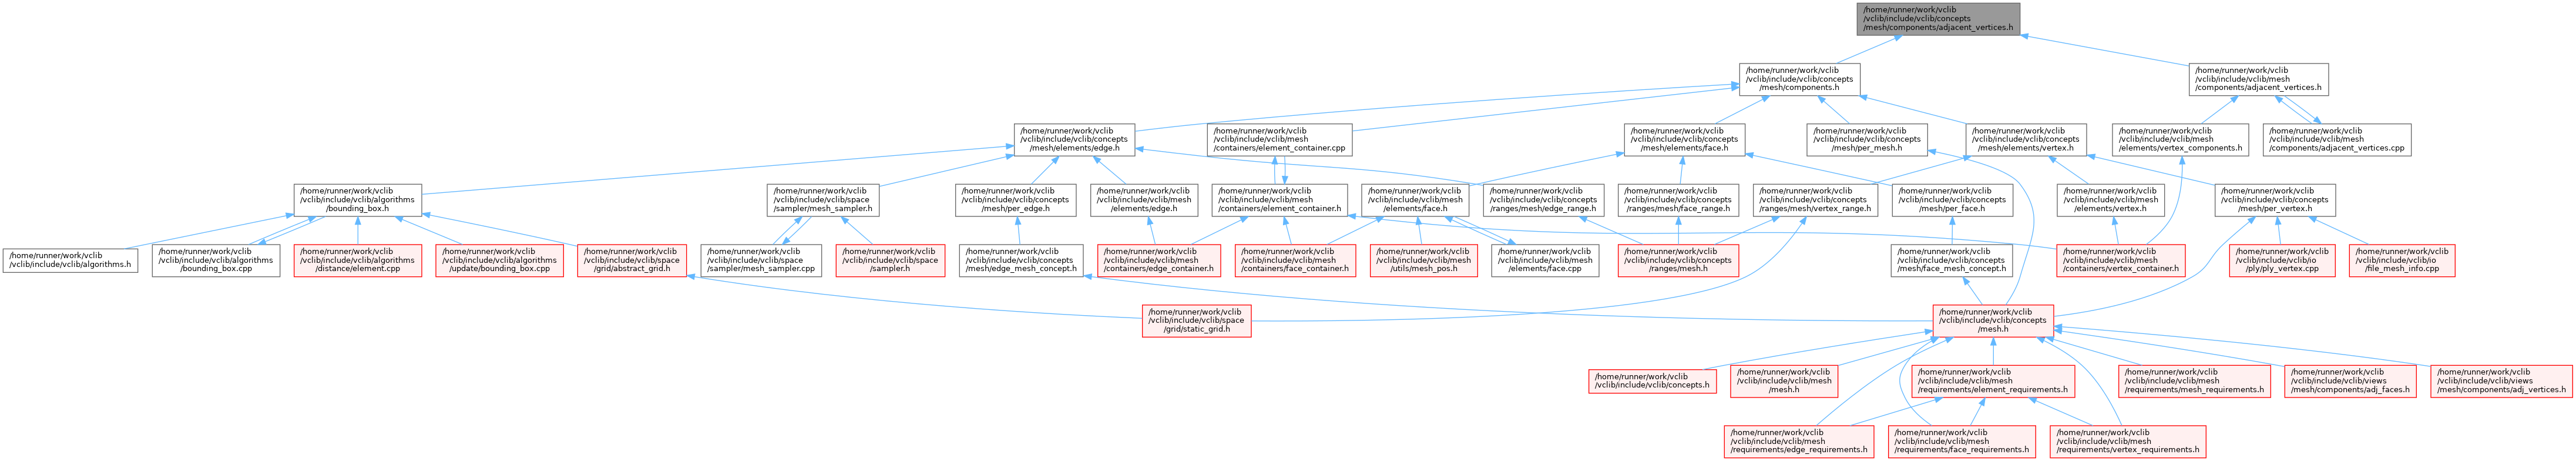 /home/runner/work/vclib
/vclib/include/vclib/concepts
/mesh/components/adjacent_vertices.h
/home/runner/work/vclib
/vclib/include/vclib/concepts
/mesh/components.h
/home/runner/work/vclib
/vclib/include/vclib/mesh
/components/adjacent_vertices.h
/home/runner/work/vclib
/vclib/include/vclib/concepts
/mesh/elements/edge.h
/home/runner/work/vclib
/vclib/include/vclib/mesh
/containers/element_container.cpp
/home/runner/work/vclib
/vclib/include/vclib/concepts
/mesh/elements/face.h
/home/runner/work/vclib
/vclib/include/vclib/concepts
/mesh/per_mesh.h
/home/runner/work/vclib
/vclib/include/vclib/concepts
/mesh/elements/vertex.h
/home/runner/work/vclib
/vclib/include/vclib/mesh
/elements/vertex_components.h
/home/runner/work/vclib
/vclib/include/vclib/mesh
/components/adjacent_vertices.cpp
/home/runner/work/vclib
/vclib/include/vclib/algorithms
/bounding_box.h
/home/runner/work/vclib
/vclib/include/vclib/space
/sampler/mesh_sampler.h
/home/runner/work/vclib
/vclib/include/vclib/concepts
/mesh/per_edge.h
/home/runner/work/vclib
/vclib/include/vclib/mesh
/elements/edge.h
/home/runner/work/vclib
/vclib/include/vclib/mesh
/containers/element_container.h
/home/runner/work/vclib
/vclib/include/vclib/mesh
/elements/face.h
/home/runner/work/vclib
/vclib/include/vclib/concepts
/ranges/mesh/edge_range.h
/home/runner/work/vclib
/vclib/include/vclib/concepts
/ranges/mesh/face_range.h
/home/runner/work/vclib
/vclib/include/vclib/concepts
/ranges/mesh/vertex_range.h
/home/runner/work/vclib
/vclib/include/vclib/concepts
/mesh/per_face.h
/home/runner/work/vclib
/vclib/include/vclib/mesh
/elements/vertex.h
/home/runner/work/vclib
/vclib/include/vclib/concepts
/mesh/per_vertex.h
/home/runner/work/vclib
/vclib/include/vclib/algorithms.h
/home/runner/work/vclib
/vclib/include/vclib/algorithms
/bounding_box.cpp
/home/runner/work/vclib
/vclib/include/vclib/algorithms
/distance/element.cpp
/home/runner/work/vclib
/vclib/include/vclib/algorithms
/update/bounding_box.cpp
/home/runner/work/vclib
/vclib/include/vclib/space
/grid/abstract_grid.h
/home/runner/work/vclib
/vclib/include/vclib/space
/sampler/mesh_sampler.cpp
/home/runner/work/vclib
/vclib/include/vclib/space
/sampler.h
/home/runner/work/vclib
/vclib/include/vclib/concepts
/mesh/edge_mesh_concept.h
/home/runner/work/vclib
/vclib/include/vclib/mesh
/containers/edge_container.h
/home/runner/work/vclib
/vclib/include/vclib/mesh
/containers/face_container.h
/home/runner/work/vclib
/vclib/include/vclib/mesh
/utils/mesh_pos.h
/home/runner/work/vclib
/vclib/include/vclib/mesh
/elements/face.cpp
/home/runner/work/vclib
/vclib/include/vclib/concepts
/ranges/mesh.h
/home/runner/work/vclib
/vclib/include/vclib/concepts
/mesh/face_mesh_concept.h
/home/runner/work/vclib
/vclib/include/vclib/mesh
/containers/vertex_container.h
/home/runner/work/vclib
/vclib/include/vclib/io
/ply/ply_vertex.cpp
/home/runner/work/vclib
/vclib/include/vclib/io
/file_mesh_info.cpp
/home/runner/work/vclib
/vclib/include/vclib/space
/grid/static_grid.h
/home/runner/work/vclib
/vclib/include/vclib/concepts
/mesh.h
/home/runner/work/vclib
/vclib/include/vclib/concepts.h
/home/runner/work/vclib
/vclib/include/vclib/mesh
/mesh.h
/home/runner/work/vclib
/vclib/include/vclib/mesh
/requirements/element_requirements.h
/home/runner/work/vclib
/vclib/include/vclib/mesh
/requirements/mesh_requirements.h
/home/runner/work/vclib
/vclib/include/vclib/views
/mesh/components/adj_faces.h
/home/runner/work/vclib
/vclib/include/vclib/views
/mesh/components/adj_vertices.h
/home/runner/work/vclib
/vclib/include/vclib/mesh
/requirements/edge_requirements.h
/home/runner/work/vclib
/vclib/include/vclib/mesh
/requirements/face_requirements.h
/home/runner/work/vclib
/vclib/include/vclib/mesh
/requirements/vertex_requirements.h